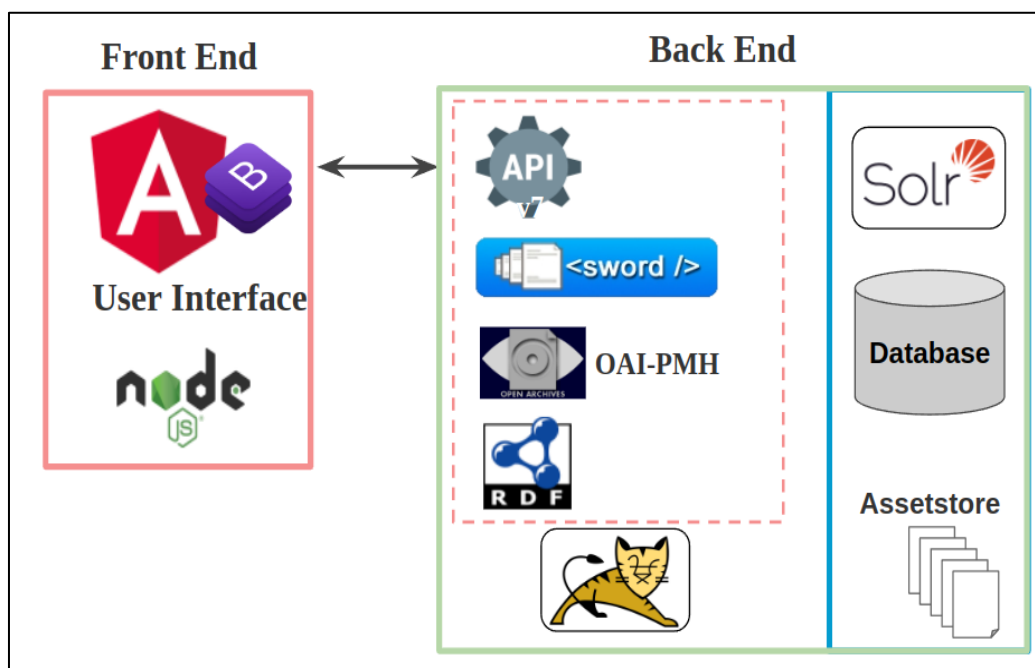 Front End
Back End
A
B
User Interface
node
JS
API
v7
<sword />
OPEN ARCHIVES
OAI-PMH
RDF
Solr
Database
Assetstore